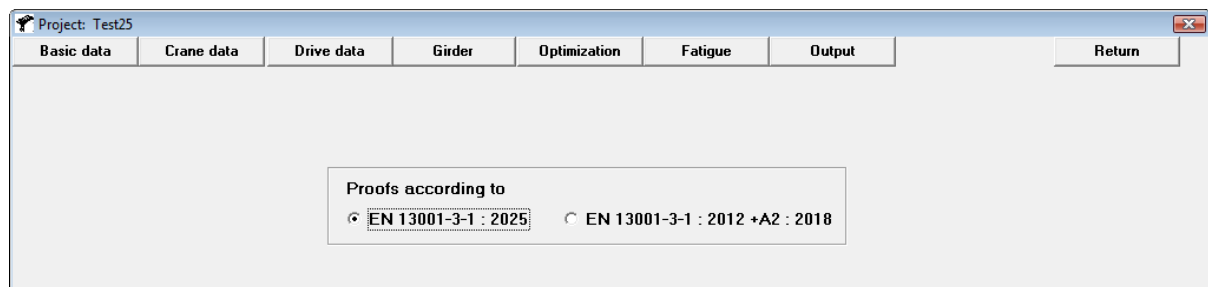 Project: Test25
Basic data Crane data Drive data Girder Optimization Fatigue Output Return
Proofs according to
EN 13001-3-1 : 2025 EN 13001-3-1 : 2012 +A2 : 2018